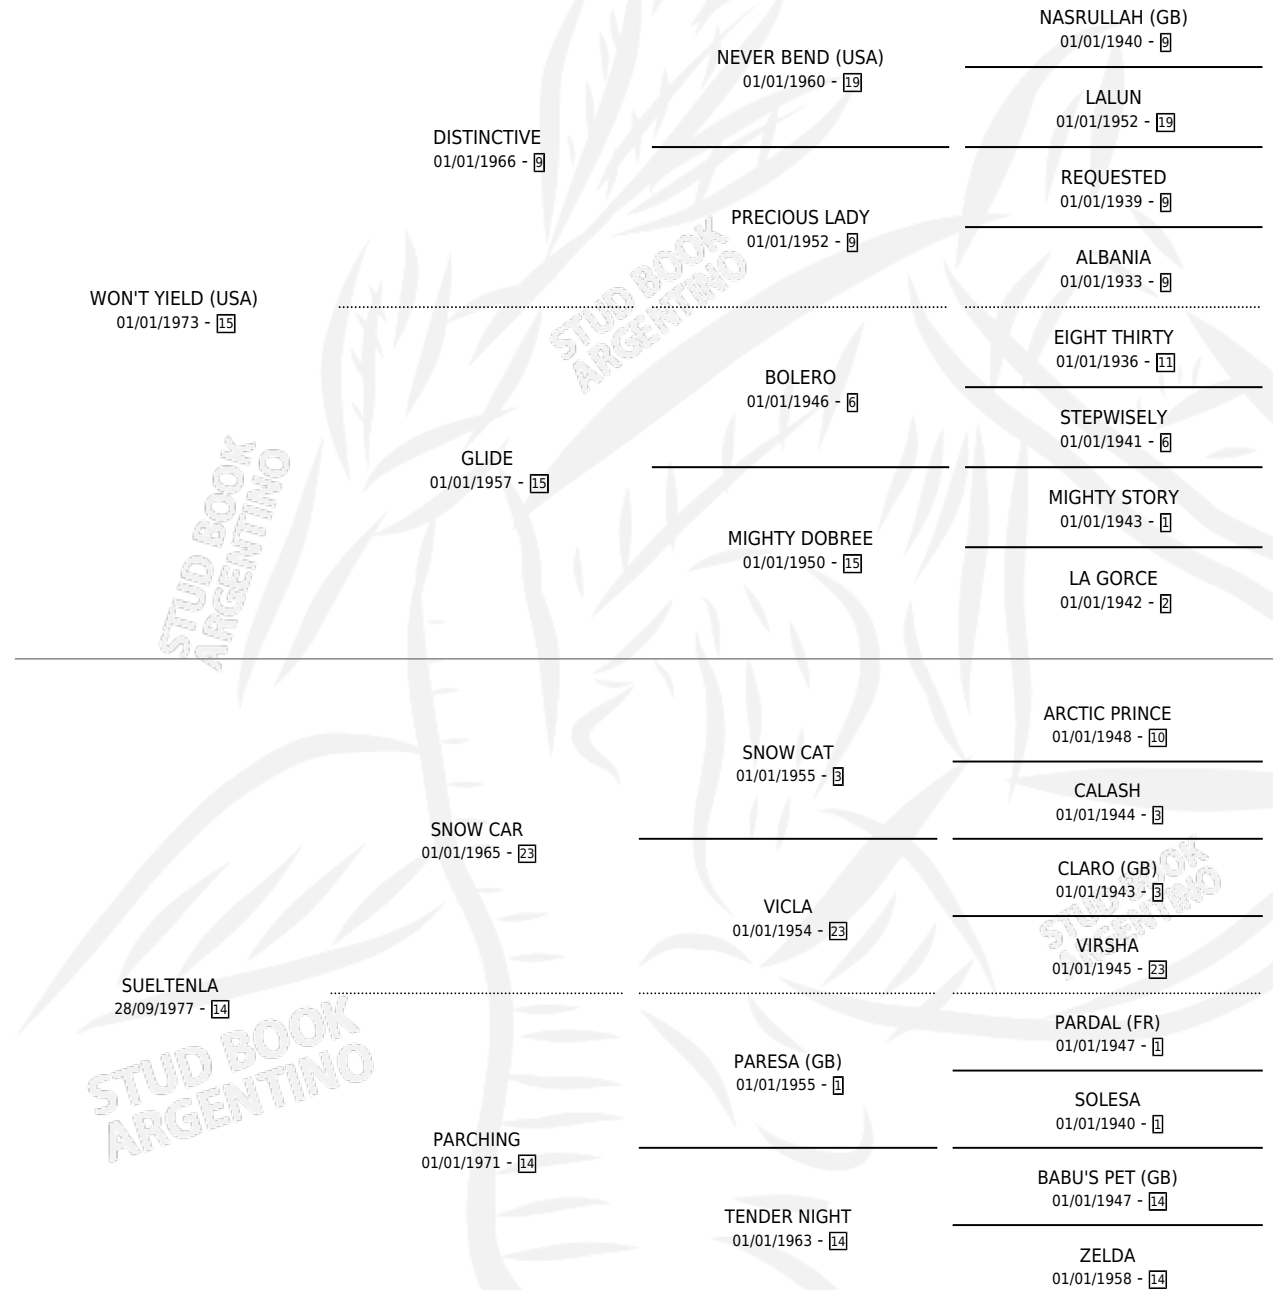 NASRULLAH (GB)
01/01/1940 - 9
NEVER BEND (USA)
01/01/1960 - 19
LALUN
01/01/1952 - 19
DISTINCTIVE
01/01/1966 - 9
REQUESTED
01/01/1939 - 9
PRECIOUS LADY
01/01/1952 - 9
ALBANIA
01/01/1933 - 9
WON'T YIELD (USA)
01/01/1973 - 15
STUD BOOK
ARGENTINO
EIGHT THIRTY
01/01/1936 - 11
BOLERO
01/01/1946 - 6
STEPWISELY
01/01/1941 - 6
GLIDE
01/01/1957 - 15
MIGHTY STORY
01/01/1943 - 1
MIGHTY DOBREE
01/01/1950 - 15
LA GORCE
01/01/1942 - 2
STUD BOOK
ARGENTINO
ARCTIC PRINCE
01/01/1948 - 10
SNOW CAT
01/01/1955 - 3
CALASH
01/01/1944 - 3
SNOW CAR
01/01/1965 - 23
CLARO (GB)
01/01/1943 - 3
VICLA
01/01/1954 - 23
VIRSHA
01/01/1945 - 23
STUD BOOK
ARGENTINO
SUELTENLA
28/09/1977 - 14
PARDAL (FR)
01/01/1947 - 1
PARESA (GB)
01/01/1955 - 1
SOLESA
01/01/1940 - 1
STUD BOOK
ARGENTINO
PARCHING
01/01/1971 - 14
BABU'S PET (GB)
01/01/1947 - 14
TENDER NIGHT
01/01/1963 - 14
ZELDA
01/01/1958 - 14